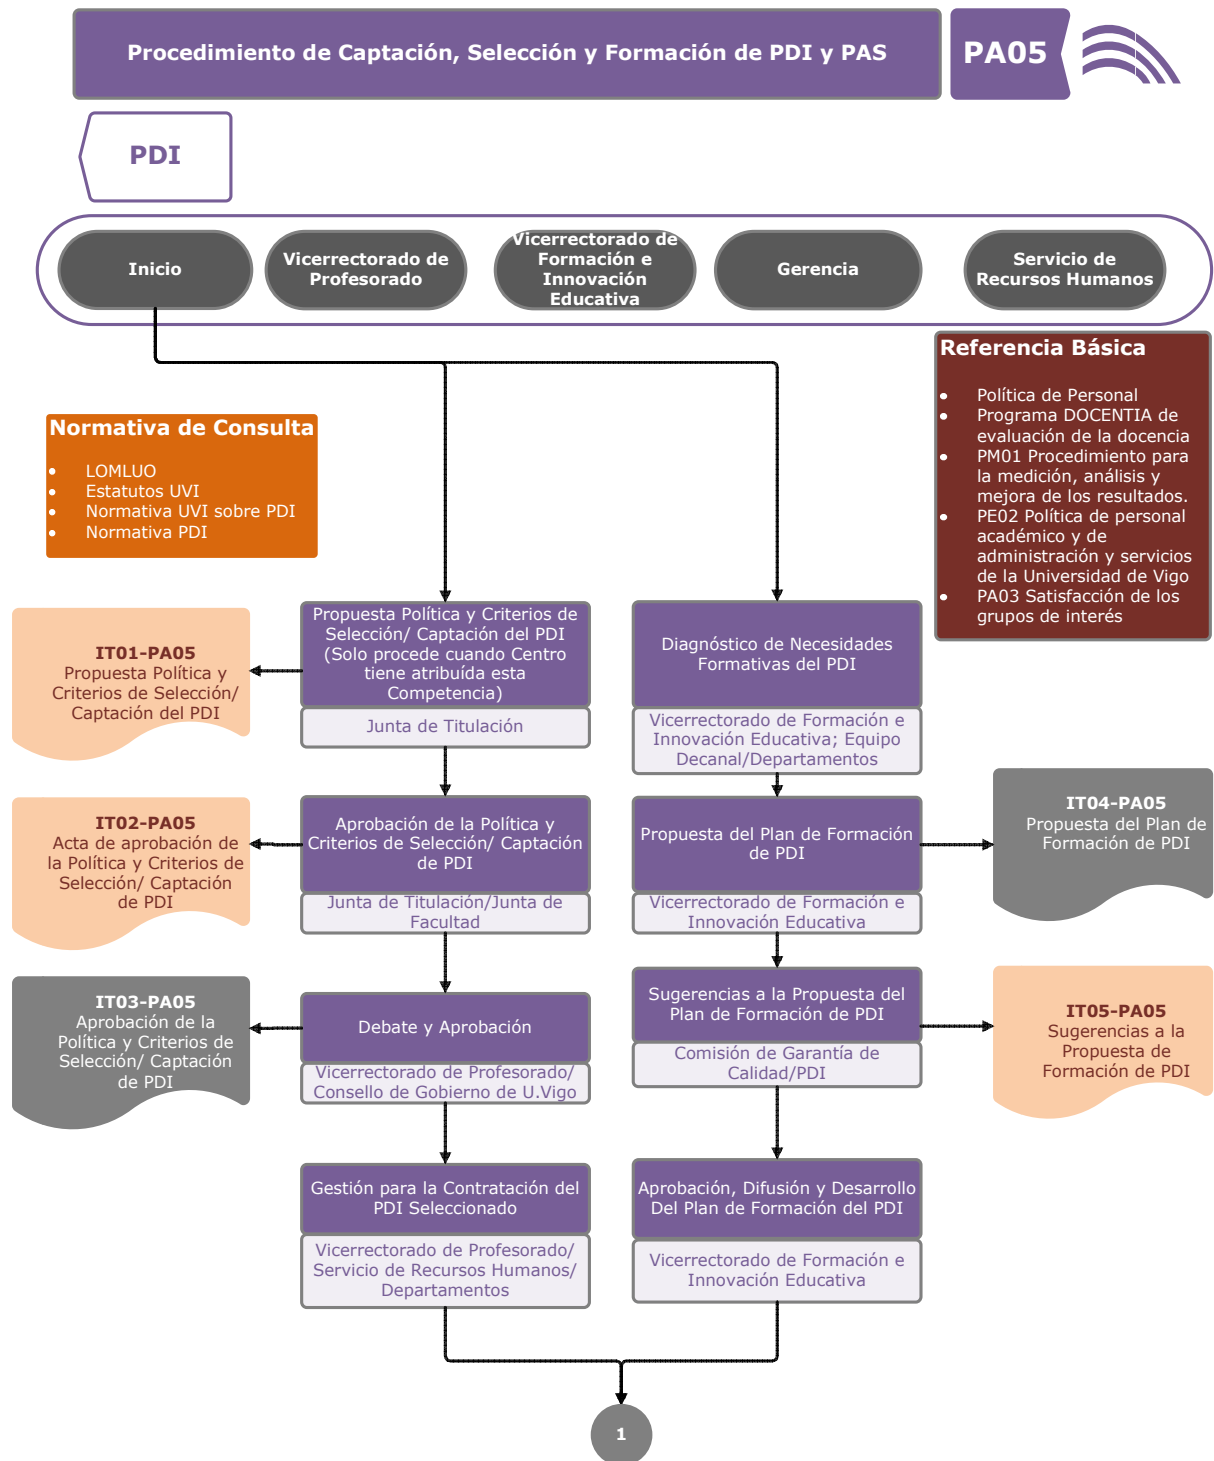 Procedimiento de Captación, Selección y Formación de PDI y PAS
PA05
PDI
Inicio
Vicerrectorado de
Profesorado
Vicerrectorado de
Formación e
Innovación
Educativa
Gerencia
Servicio de
Recursos Humanos
Referencia Básica
• Política de Personal
• Programa DOCENTIA de
evaluación de la docencia
• PM01 Procedimiento para
la medición, análisis y
mejora de los resultados.
• PE02 Política de personal
académico y de
administración y servicios
de la Universidad de Vigo
• PA03 Satisfacción de los
grupos de interés
Normativa de Consulta
• LOMLUO
• Estatutos UVI
• Normativa UVI sobre PDI
• Normativa PDI
IT01-PA05
Propuesta Política y
Criterios de Selección/
Captación del PDI
Propuesta Política y Criterios de
Selección/ Captación del PDI
(Solo procede cuando Centro
tiene atribuída esta
Competencia)
Junta de Titulación
Diagnóstico de Necesidades
Formativas del PDI
Vicerrectorado de Formación e
Innovación Educativa; Equipo
Decanal/Departamentos
IT02-PA05
Acta de aprobación de
la Política y Criterios de
Selección/ Captación
de PDI
Aprobación de la Política y
Criterios de Selección/ Captación
de PDI
Junta de Titulación/Junta de
Facultad
Propuesta del Plan de Formación
de PDI
Vicerrectorado de Formación e
Innovación Educativa
IT04-PA05
Propuesta del Plan de
Formación de PDI
IT03-PA05
Aprobación de la
Política y Criterios de
Selección/ Captación
de PDI
Debate y Aprobación
Vicerrectorado de Profesorado/
Consello de Gobierno de U.Vigo
Sugerencias a la Propuesta del
Plan de Formación de PDI
Comisión de Garantía de
Calidad/PDI
IT05-PA05
Sugerencias a la
Propuesta de
Formación de PDI
Gestión para la Contratación del
PDI Seleccionado
Vicerrectorado de Profesorado/
Servicio de Recursos Humanos/
Departamentos
Aprobación, Difusión y Desarrollo
Del Plan de Formación del PDI
Vicerrectorado de Formación e
Innovación Educativa
1